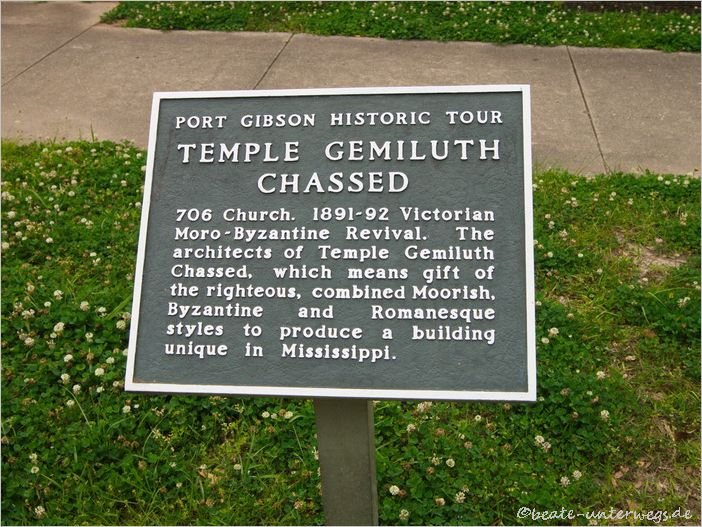 PORT GIBSON HISTORIC TOUR
TEMPLE GEMILUTH
CHASSED
706 Church. 1891-92 Victorian
Moro-Byzantine Revival. The
architects of Temple Gemiluth
Chassed, which means gift of
the righteous, combined Moorish,
Byzantine and Romanesque
styles to produce a building
unique in Mississippi.
©beate-unterwegs.de